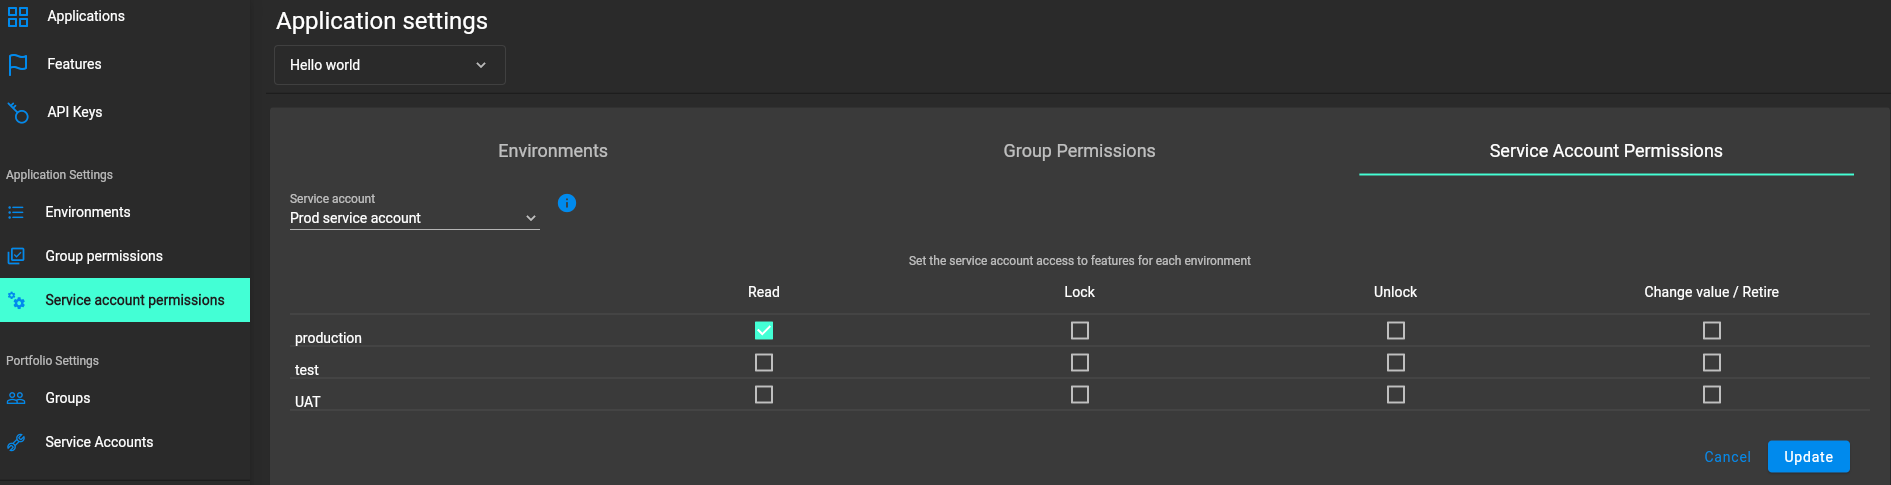 Applications
Features
API Keys
Application Settings
Environments
Group permissions
Service account permissions
Portfolio Settings
Groups
Service Accounts
Application settings
Hello world
Environments Group Permissions Service Account Permissions
Service account
Prod service account
Set the service account access to features for each environment
Read Lock Unlock Change value / Retire
production
test
UAT
Cancel Update